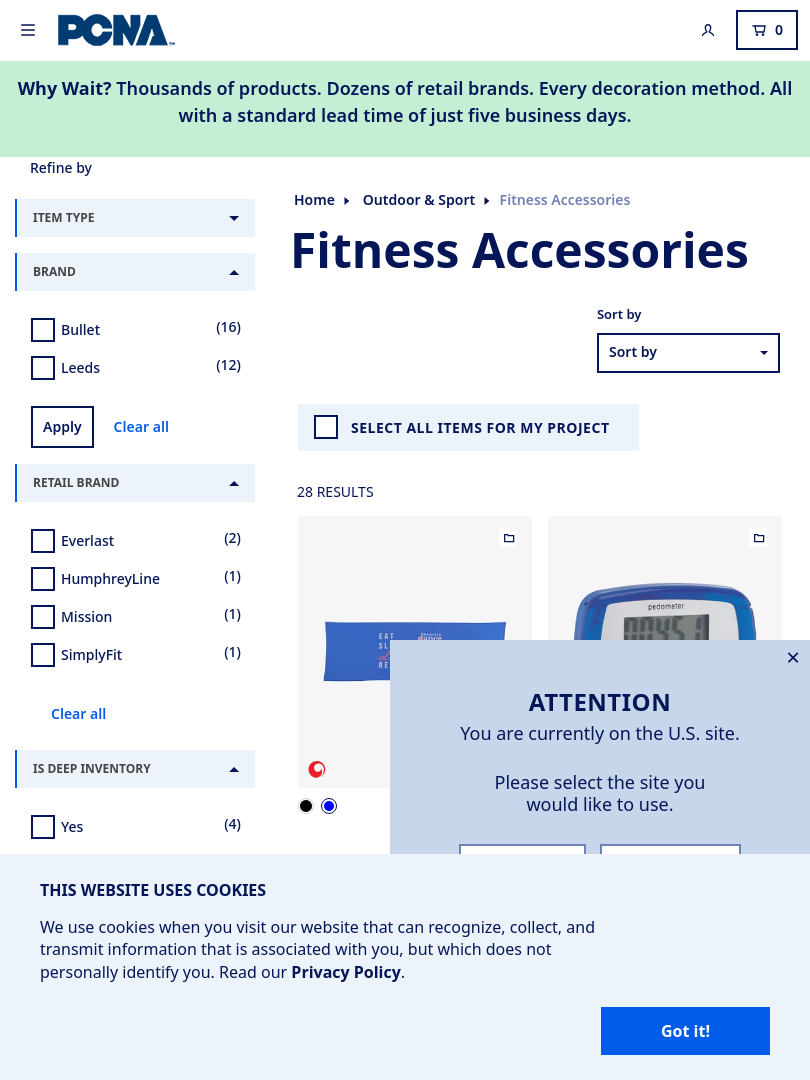 PCNA
0
Why Wait? Thousands of products. Dozens of retail brands. Every decoration method. All
with a standard lead time of just five business days.
Refine by
ITEM TYPE
BRAND
Bullet (16)
Leeds (12)
Apply Clear all
RETAIL BRAND
Everlast (2)
HumphreyLine (1)
Mission (1)
SimplyFit (1)
Clear all
IS DEEP INVENTORY
Yes (4)
Home Outdoor & Sport Fitness Accessories
Fitness Accessories
Sort by
Sort by
SELECT ALL ITEMS FOR MY PROJECT
28 RESULTS
EAT
pedometer
ATTENTION
You are currently on the U.S. site.
Please select the site you
would like to use.
THIS WEBSITE USES COOKIES
We use cookies when you visit our website that can recognize, collect, and
transmit information that is associated with you, but which does not
personally identify you. Read our Privacy Policy.
Got it!